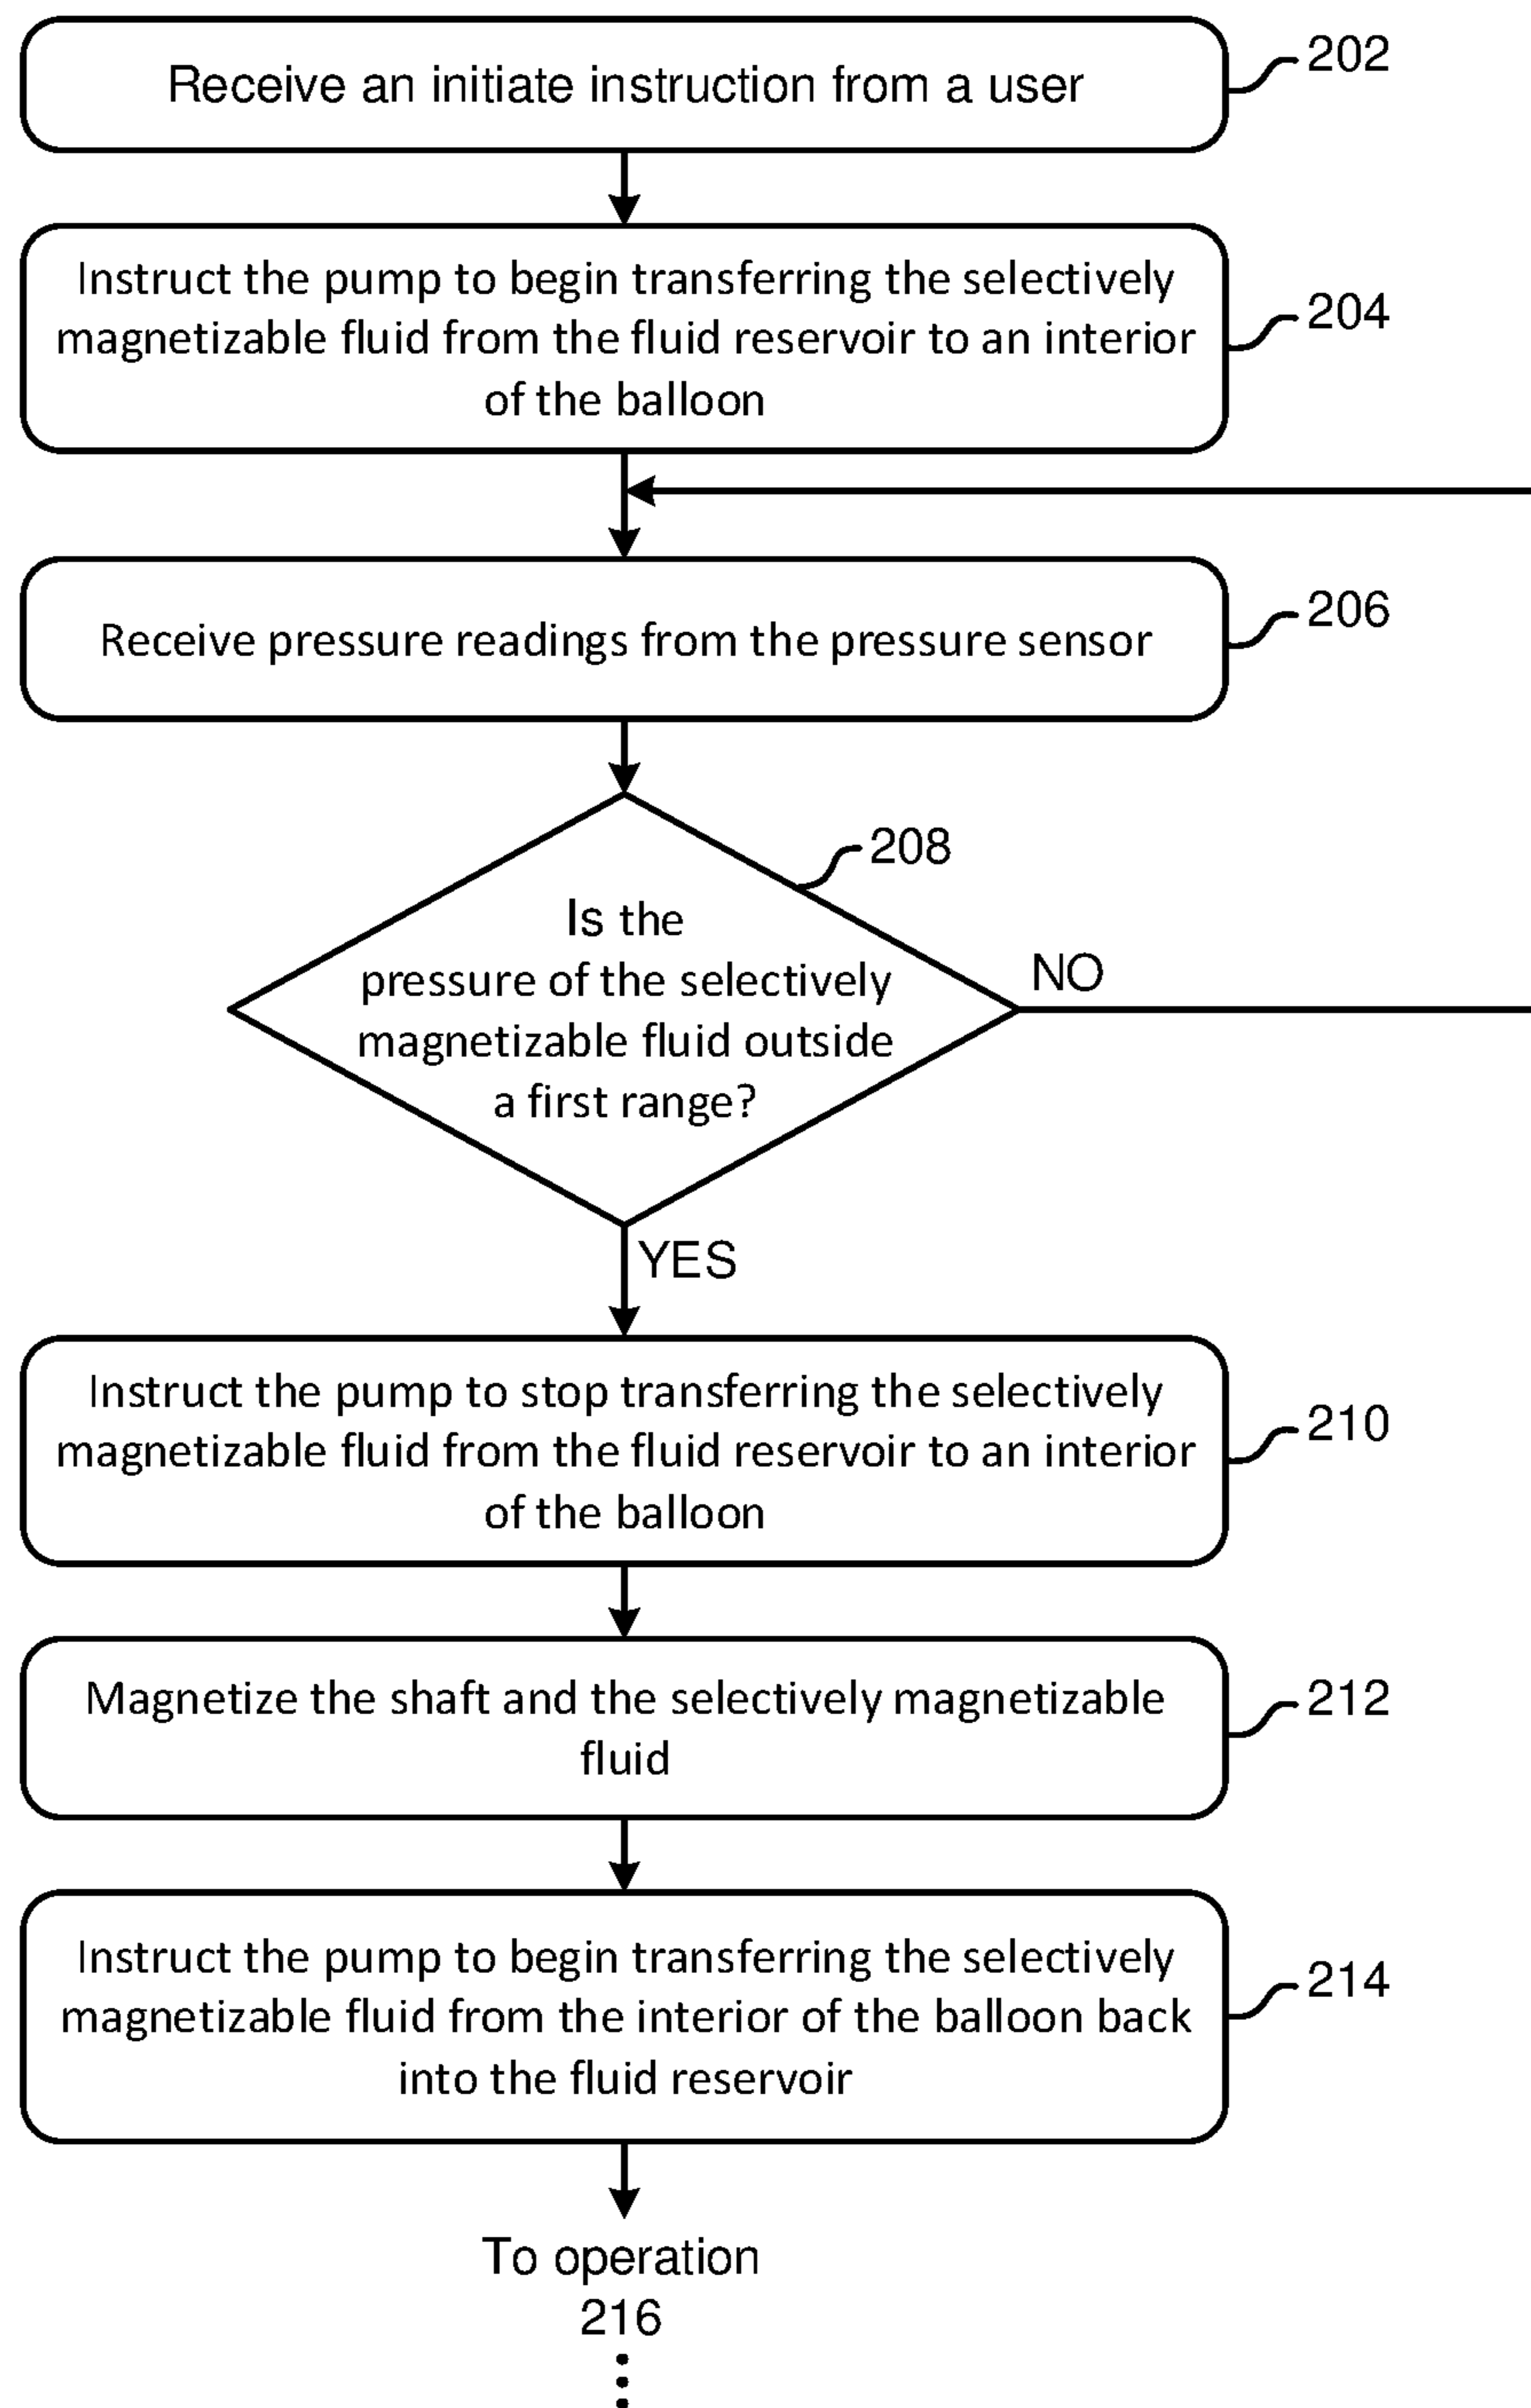 Receive an initiate instruction from a user
202
Instruct the pump to begin transferring the selectively
magnetizable fluid from the fluid reservoir to an interior
of the balloon
204
Receive pressure readings from the pressure sensor
206
208
Is the
pressure of the selectively
magnetizable fluid outside
a first range?
NO
YES
Instruct the pump to stop transferring the selectively
magnetizable fluid from the fluid reservoir to an interior
of the balloon
210
Magnetize the shaft and the selectively magnetizable
fluid
212
Instruct the pump to begin transferring the selectively
magnetizable fluid from the interior of the balloon back
into the fluid reservoir
214
To operation
216